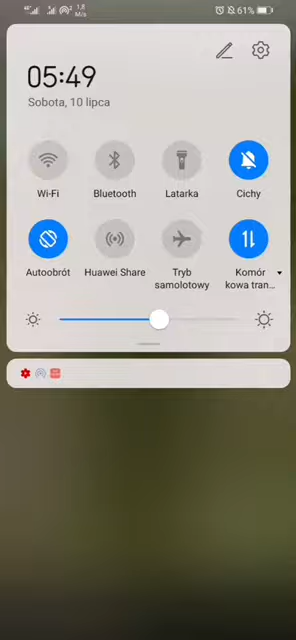 4G+ 1,8 M/s 61%
05:49
Sobota, 10 lipca
Wi-Fi Bluetooth Latarka Cichy
Autoobrót Huawei Share Tryb samolotowy Komór kowa tran...